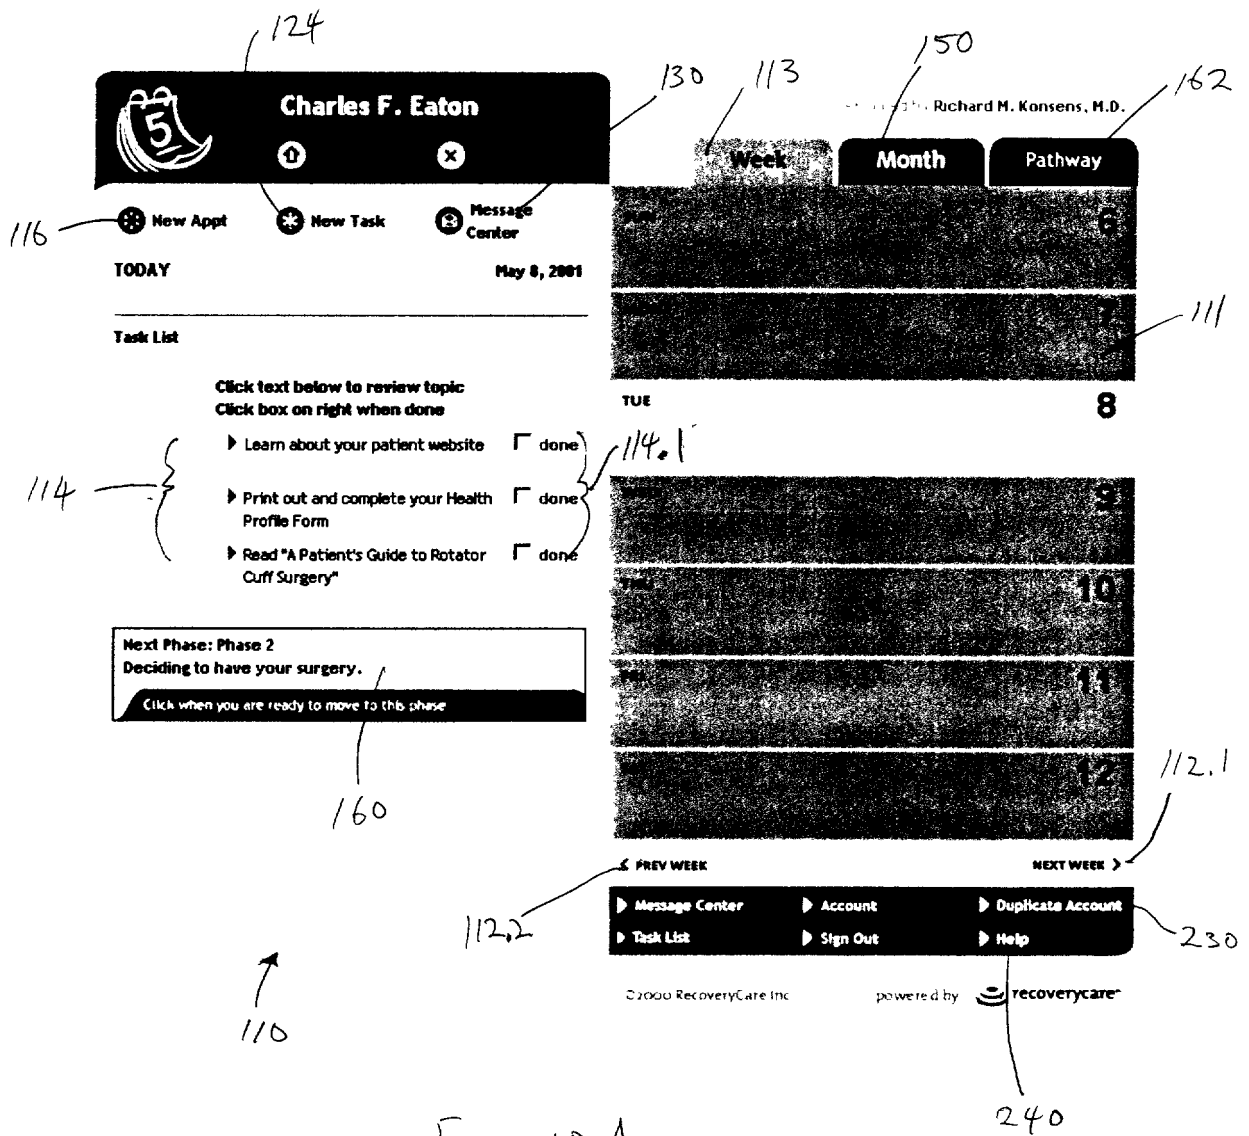 124
150
130
113
162
Charles F. Eaton
Richard M. Konsens, M.D.
5
Week
Month
Pathway
116
New Appt
New Task
Message
Center
SUN
6
TODAY
May 8, 2001
7
111
Task List
Click text below to review topic
Click box on right when done
TUE
8
Learn about your patient website
done
114.1
114
Print out and complete your Health
Profile Form
done
9
Read "A Patient's Guide to Rotator
Cuff Surgery"
done
THU
10
Next Phase: Phase 2
Deciding to have your surgery.
Click when you are ready to move to this phase
FRI
11
12
112.1
160
PREV WEEK
NEXT WEEK
Message Center
Account
Duplicate Account
112.2
230
Task List
Sign Out
Help
©2000 RecoveryCare Inc
powered by
recoverycare
110
240